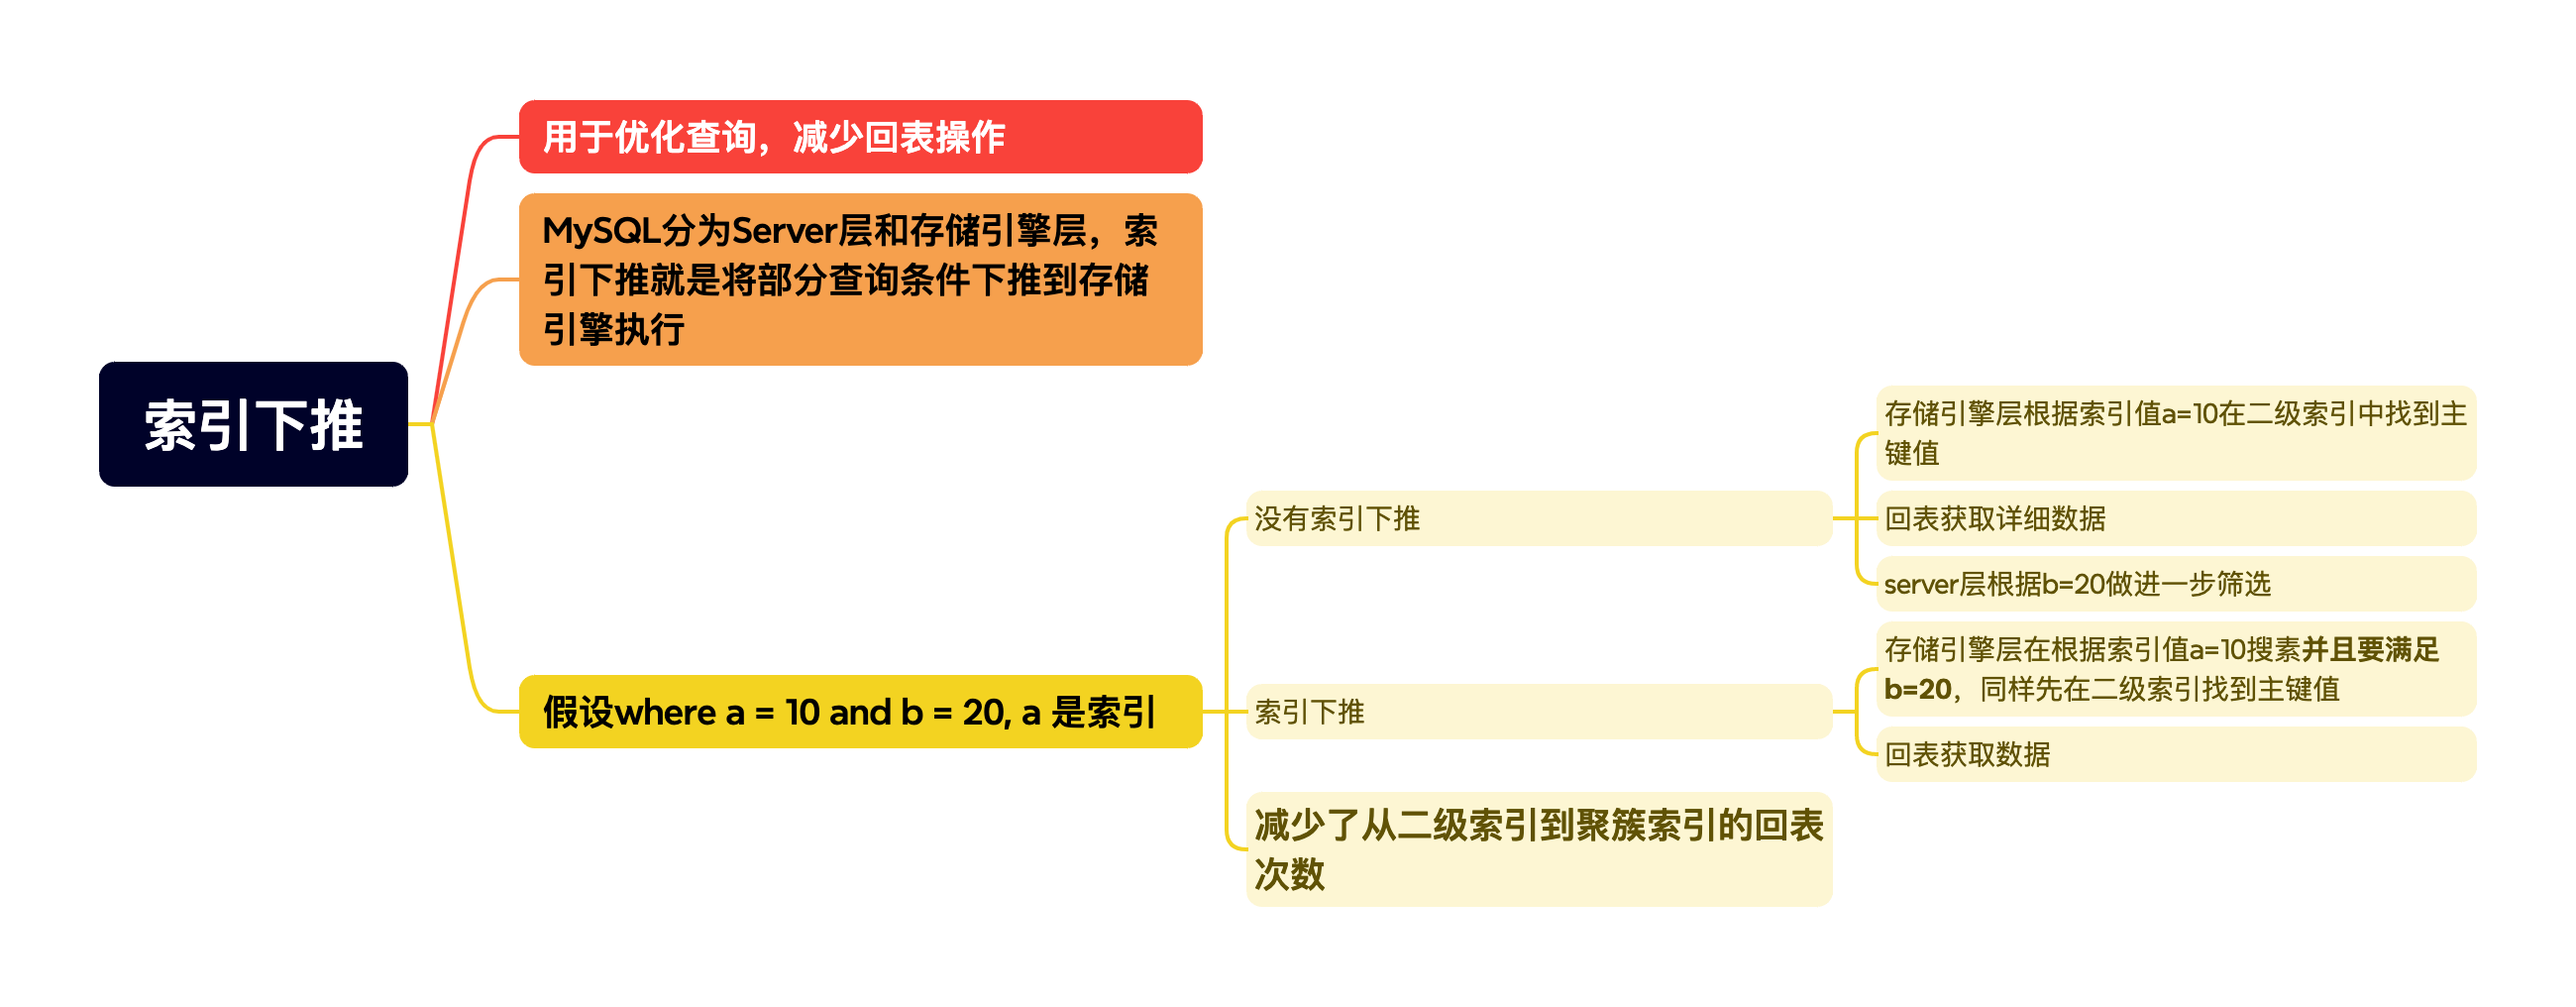 索引下推
用于优化查询，减少回表操作
MySQL分为Server层和存储引擎层，索
引下推就是将部分查询条件下推到存储
引擎执行
假设where a = 10 and b = 20, a 是索引
没有索引下推
存储引擎层根据索引值a=10在二级索引中找到主
键值
回表获取详细数据
server层根据b=20做进一步筛选
索引下推
存储引擎层在根据索引值a=10搜素并且要满足
b=20，同样先在二级索引找到主键值
回表获取数据
减少了从二级索引到聚簇索引的回表
次数